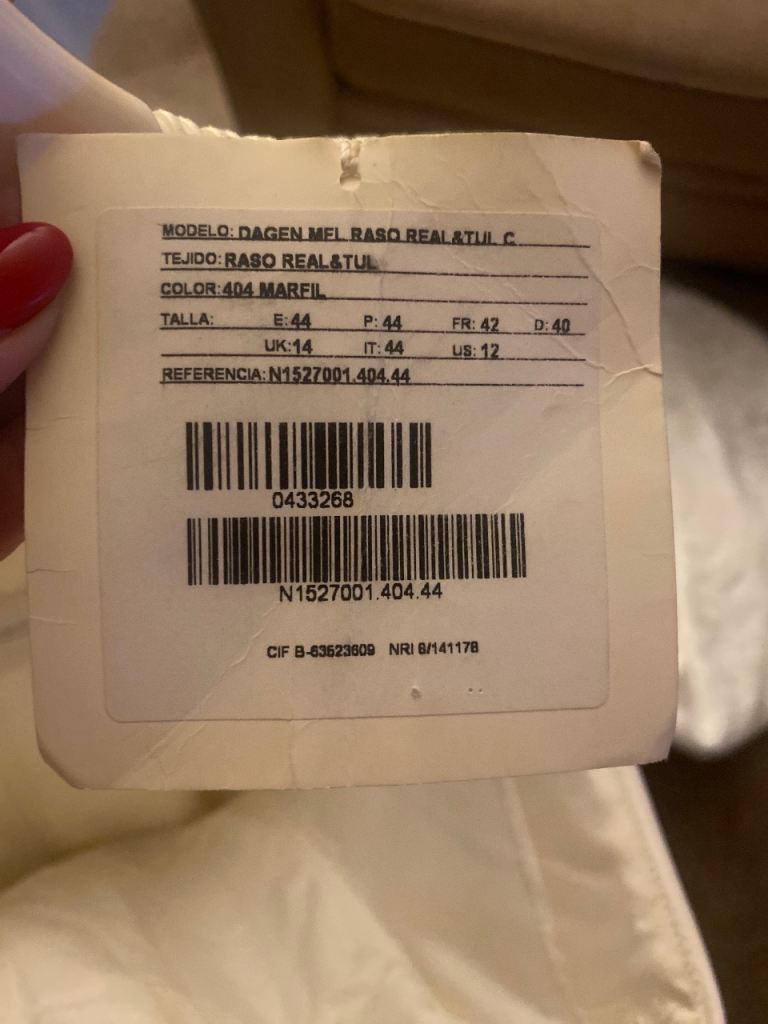 MODELO: DAGEN MFL RASO REAL&TUL C
TEJIDO: RASO REAL&TUL
COLOR: 404 MARFIL
TALLA: E: 44 P: 44 FR: 42 D: 40
UK: 14 IT: 44 US: 12
REFERENCIA: N1527001.404.44
0433268
N1527001.404.44
CIF B-63523609 NRI 8/141178